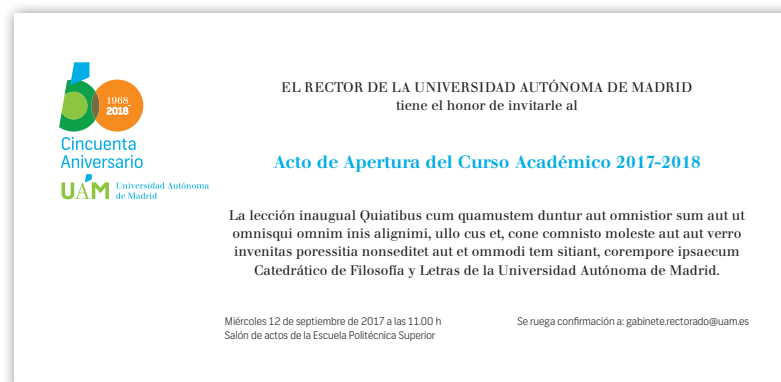 50
1968_
2018
Cincuenta
Aniversario
UAM Universidad Autónoma
de Madrid
EL RECTOR DE LA UNIVERSIDAD AUTÓNOMA DE MADRID
tiene el honor de invitarle al
Acto de Apertura del Curso Académico 2017-2018
La lección inaugual Quiatibus cum quamustem duntur aut omnistior sum aut ut
omnisqui omnim inis alignimi, ullo cus et, cone comnisto moleste aut aut verro
invenitas poressitia nonseditet aut et ommodi tem sitiant, corempore ipsaecum
Catedrático de Filosofía y Letras de la Universidad Autónoma de Madrid.
Miércoles 12 de septiembre de 2017 a las 11.00 h
Salón de actos de la Escuela Politécnica Superior
Se ruega confirmación a: gabinete.rectorado@uam.es